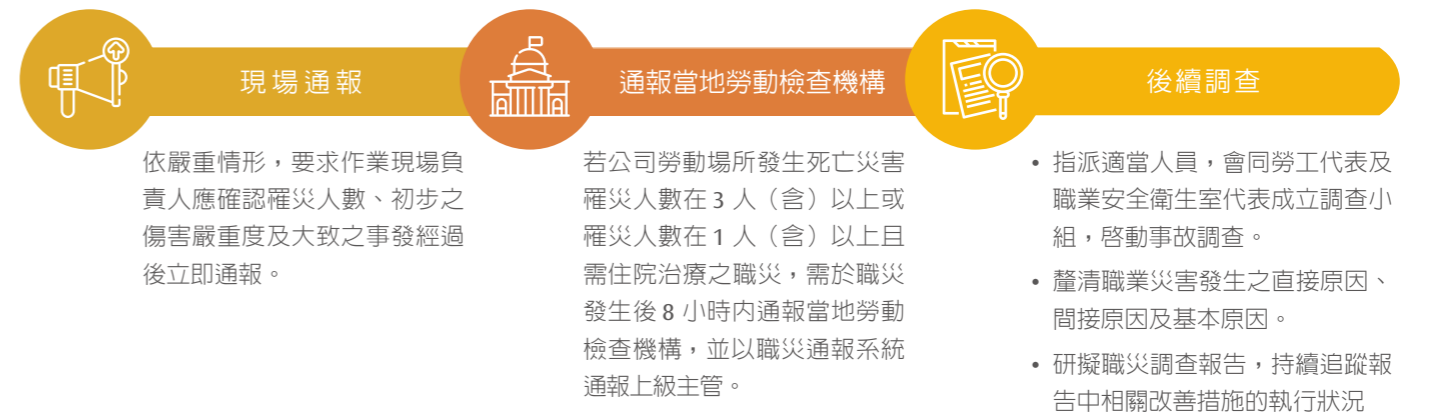 現場通報
依嚴重情形，要求作業現場負
責人應確認罹災人數、初步之
傷害嚴重度及大致之事發經過
後立即通報。
通報當地勞動檢查機構
若公司勞動場所發生死亡災害
罹災人數在 3 人（含）以上或
罹災人數在 1 人（含）以上且
需住院治療之職災，需於職災
發生後 8 小時內通報當地勞動
檢查機構，並以職災通報系統
通報上級主管。
後續調查
• 指派適當人員，會同勞工代表及
職業安全衛生室代表成立調查小
組，啓動事故調查。
• 釐清職業災害發生之直接原因、
間接原因及基本原因。
• 研擬職災調查報告，持續追蹤報
告中相關改善措施的執行狀況